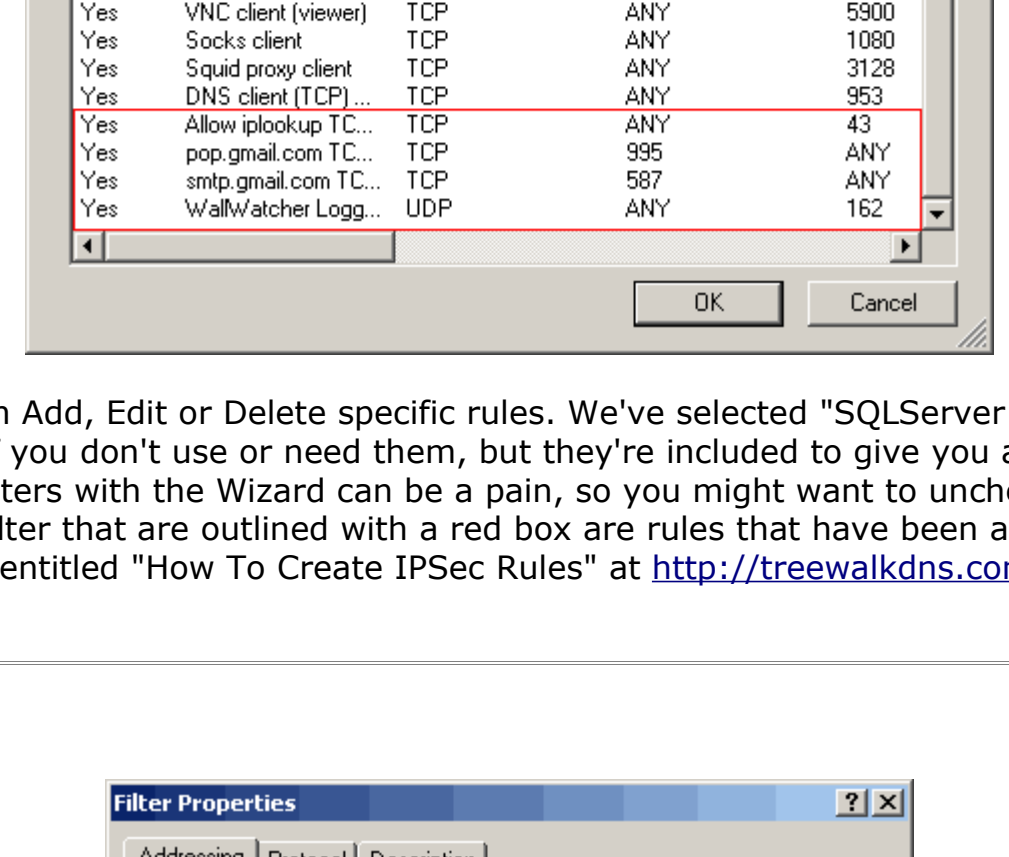 Yes VNC client (viewer) TCP ANY 5900
Yes Socks client TCP ANY 1080
Yes Squid proxy client TCP ANY 3128
Yes DNS client (TCP) ... TCP ANY 953
Yes Allow iplookup TC... TCP ANY 43
Yes pop.gmail.com TC... TCP 995 ANY
Yes smtp.gmail.com TC... TCP 587 ANY
Yes WallWatcher Logg... UDP ANY 162
OK Cancel
n Add, Edit or Delete specific rules. We've selected "SQLServer
f you don't use or need them, but they're included to give you a
ters with the Wizard can be a pain, so you might want to unche
lter that are outlined with a red box are rules that have been a
entitled "How To Create IPSec Rules" at http://treewalkdns.com
Filter Properties
Addressing Protocol Description